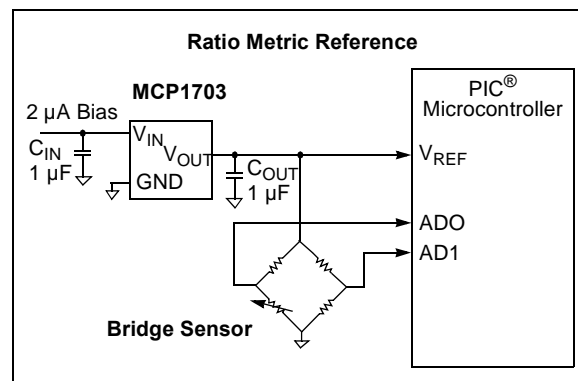 Ratio Metric Reference
PIC®
Microcontroller
MCP1703
2 µA Bias
VIN
VOUT
CIN
1 µF
GND
COUT
1 µF
VREF
ADO
AD1
Bridge Sensor